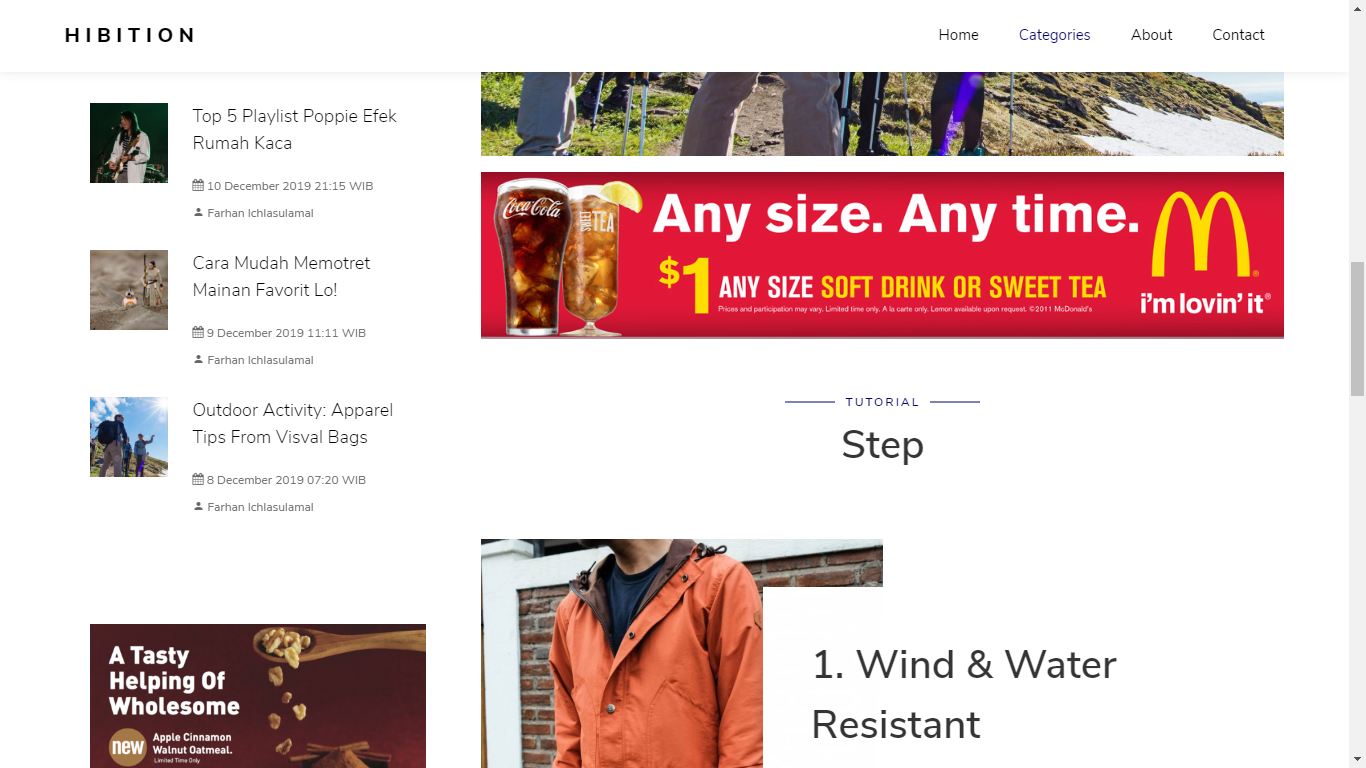 HIBITION
Home
Categories
About
Contact
Top 5 Playlist Poppie Efek
Rumah Kaca
10 December 2019 21:15 WIB
Farhan Ichlasulamal
Cara Mudah Memotret
Mainan Favorit Lo!
9 December 2019 11:11 WIB
Farhan Ichlasulamal
Outdoor Activity: Apparel
Tips From Visval Bags
8 December 2019 07:20 WIB
Farhan Ichlasulamal
A Tasty
Helping Of
Wholesome
new
Apple Cinnamon
Walnut Oatmeal.
Limited Time Only
Coca-Cola
SWEET
TEA
Any size. Any time.
$1 ANY SIZE SOFT DRINK OR SWEET TEA
Prices and participation may vary. Limited time only. A la carte only. Lemon available upon request. ©2011 McDonald's
i'm lovin' it®
TUTORIAL
Step
1. Wind & Water
Resistant